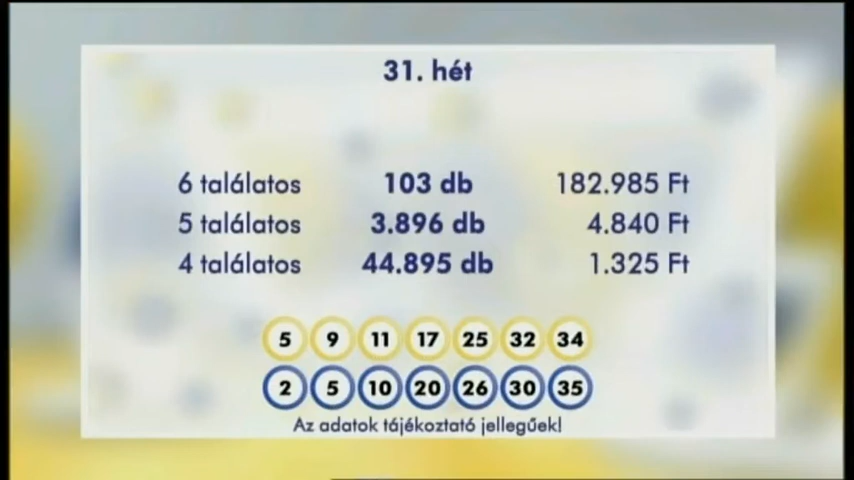 31. hét
6 találatos 103 db 182.985 Ft
5 találatos 3.896 db 4.840 Ft
4 találatos 44.895 db 1.325 Ft
5 9 11 17 25 32 34
2 5 10 20 26 30 35
Az adatok tájékoztató jellegűek!